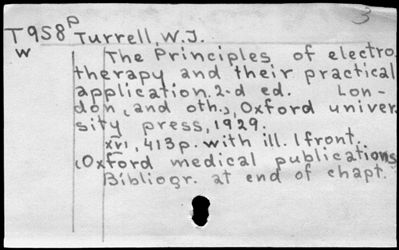 3
T958p Turrell, W.J.
w The Principles of electro
therapy and their practical
application. 2-d ed. Lon-
don, and oth., Oxford univer
sity press, 1929.
xvi, 413p. with ill. 1 front.
(Oxford medical publications
Bibliogr. at end of chapt.